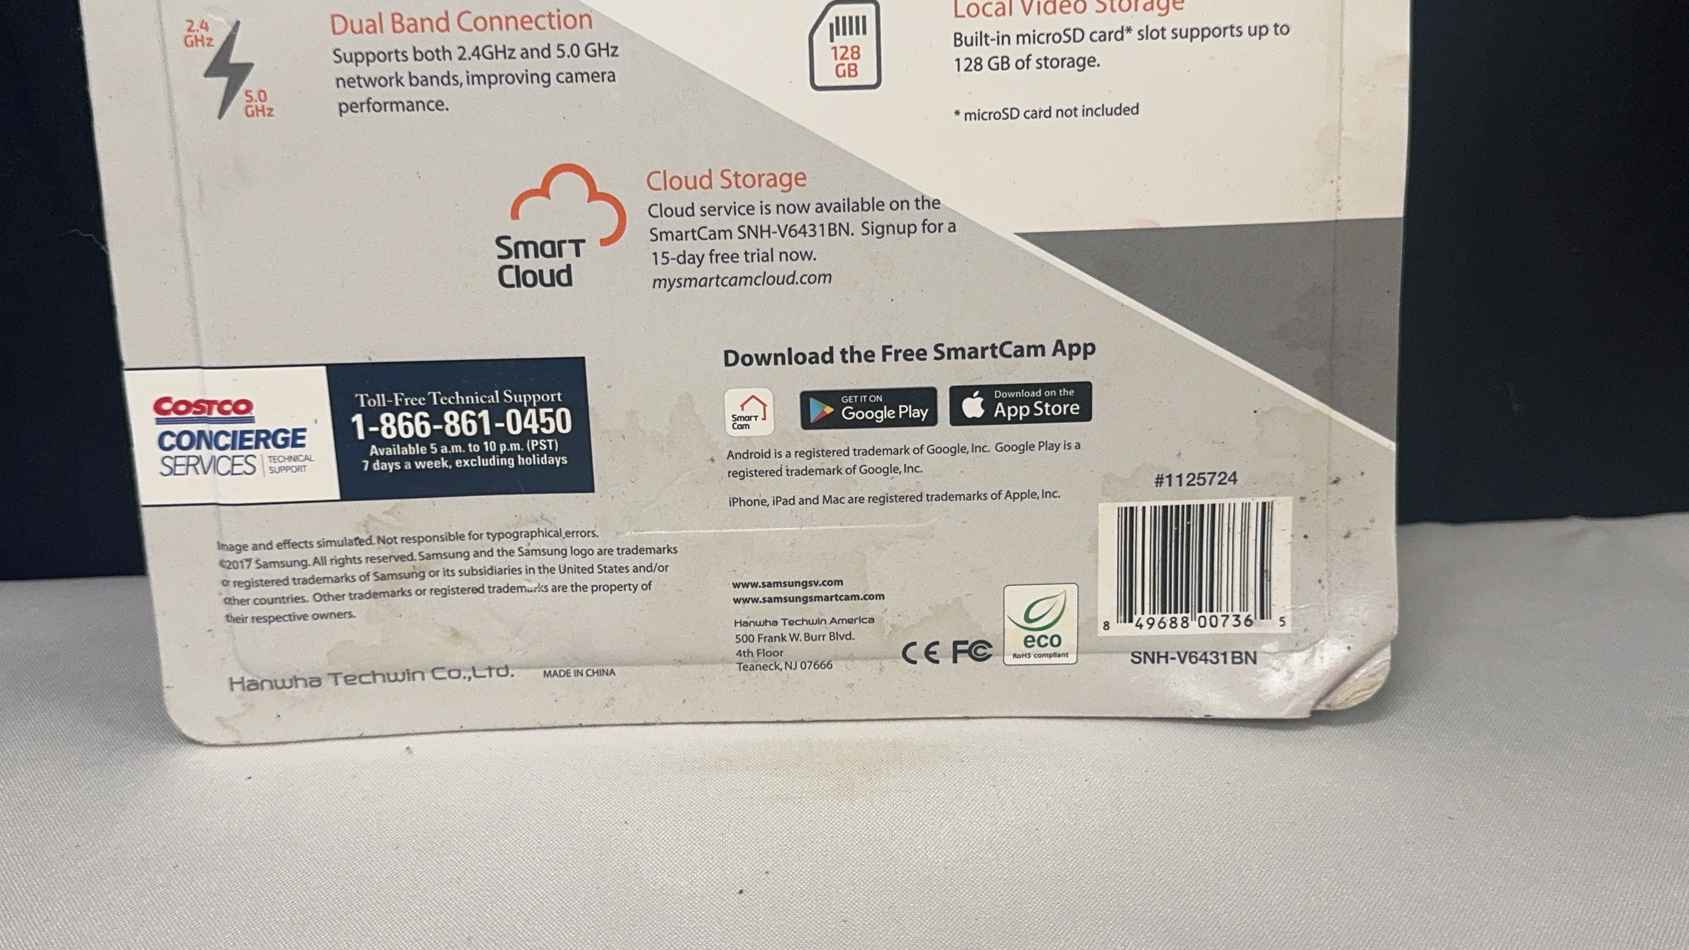 2.4
GHz
5.0
GHz
Dual Band Connection
Supports both 2.4GHz and 5.0 GHz
network bands, improving camera
performance.
128
GB
Local Video Storage
Built-in microSD card* slot supports up to
128 GB of storage.
* microSD card not included
Smart
Cloud
Cloud Storage
Cloud service is now available on the
SmartCam SNH-V6431BN. Signup for a
15-day free trial now.
mysmartcamcloud.com
COSTCO
CONCIERGE
SERVICES | TECHNICAL
SUPPORT
Toll-Free Technical Support
1-866-861-0450
Available 5 a.m. to 10 p.m. (PST)
7 days a week, excluding holidays
Download the Free SmartCam App
Smart
Cam
GET IT ON
Google Play
Download on the
App Store
Android is a registered trademark of Google, Inc. Google Play is a
registered trademark of Google, Inc.
iPhone, iPad and Mac are registered trademarks of Apple, Inc.
Image and effects simulated. Not responsible for typographical errors.
©2017 Samsung. All rights reserved. Samsung and the Samsung logo are trademarks
or registered trademarks of Samsung or its subsidiaries in the United States and/or
other countries. Other trademarks or registered trademarks are the property of
their respective owners.
Hanwha Techwin Co.,Ltd. MADE IN CHINA
www.samsungsv.com
www.samsungsmartcam.com
Hanwha Techwin America
500 Frank W. Burr Blvd.
4th Floor
Teaneck, NJ 07666
CE FC
eco
RoHS compliant
#1125724
8 49688 00736 5
SNH-V6431BN